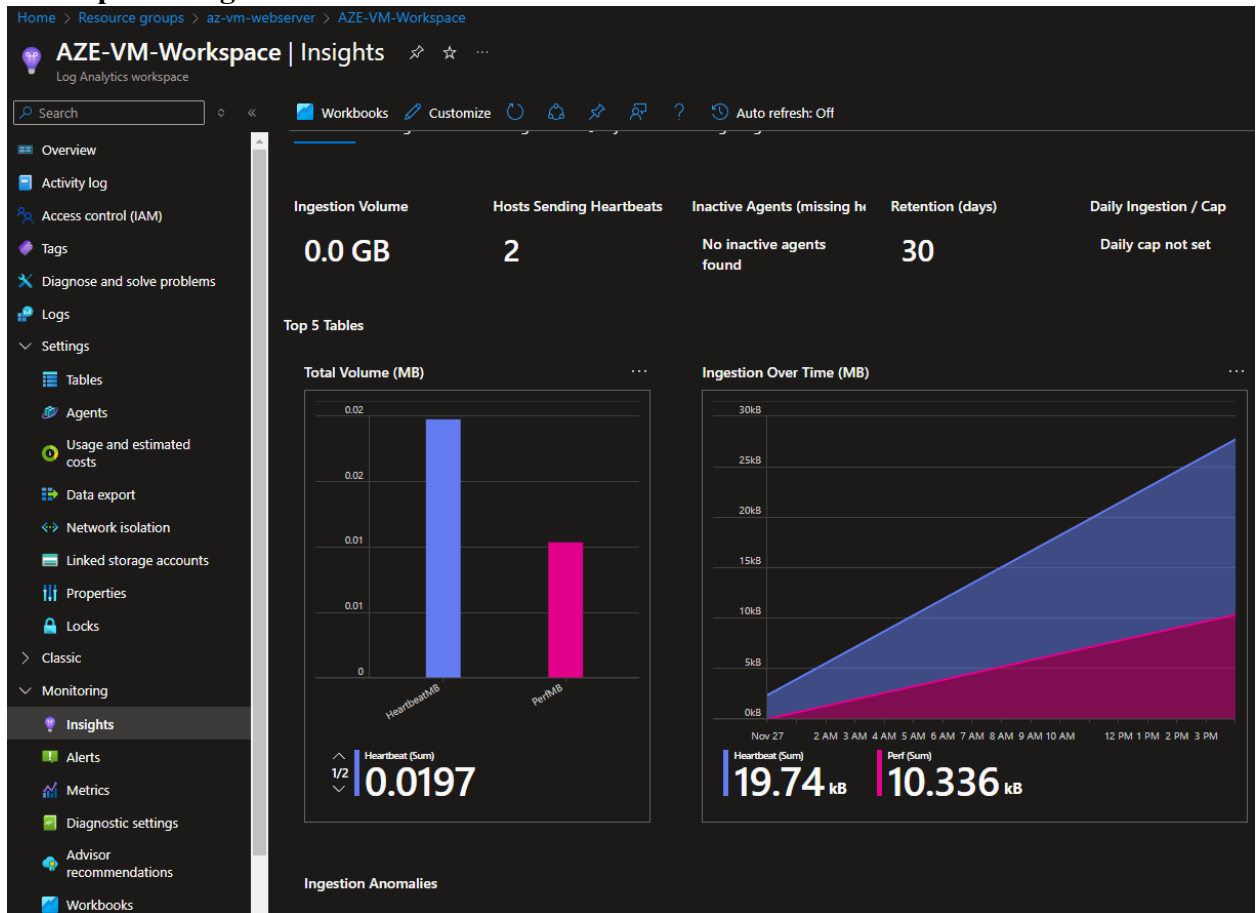 Home > Resource groups > az-vm-webserver > AZE-VM-Workspace
AZE-VM-Workspace | Insights
Log Analytics workspace
Search
Workbooks Customize ? Auto refresh: Off
Overview
Activity log
Access control (IAM)
Tags
Diagnose and solve problems
Logs
Settings
Tables
Agents
Usage and estimated
costs
Data export
Network isolation
Linked storage accounts
Properties
Locks
Classic
Monitoring
Insights
Alerts
Metrics
Diagnostic settings
Advisor
recommendations
Workbooks
Ingestion Volume
0.0 GB
Hosts Sending Heartbeats
2
Inactive Agents (missing he
No inactive agents
found
Retention (days)
30
Daily Ingestion / Cap
Daily cap not set
Top 5 Tables
Total Volume (MB)
0.02
0.02
0.01
0.01
0
HeartbeatMB
PerfMB
1/2
Heartbeat (Sum)
0.0197
Ingestion Over Time (MB)
30kB
25kB
20kB
15kB
10kB
5kB
0kB
Nov 27 2 AM 3 AM 4 AM 5 AM 6 AM 7 AM 8 AM 9 AM 10 AM 12 PM 1 PM 2 PM 3 PM
Heartbeat (Sum)
19.74 kB
Perf (Sum)
10.336 kB
Ingestion Anomalies